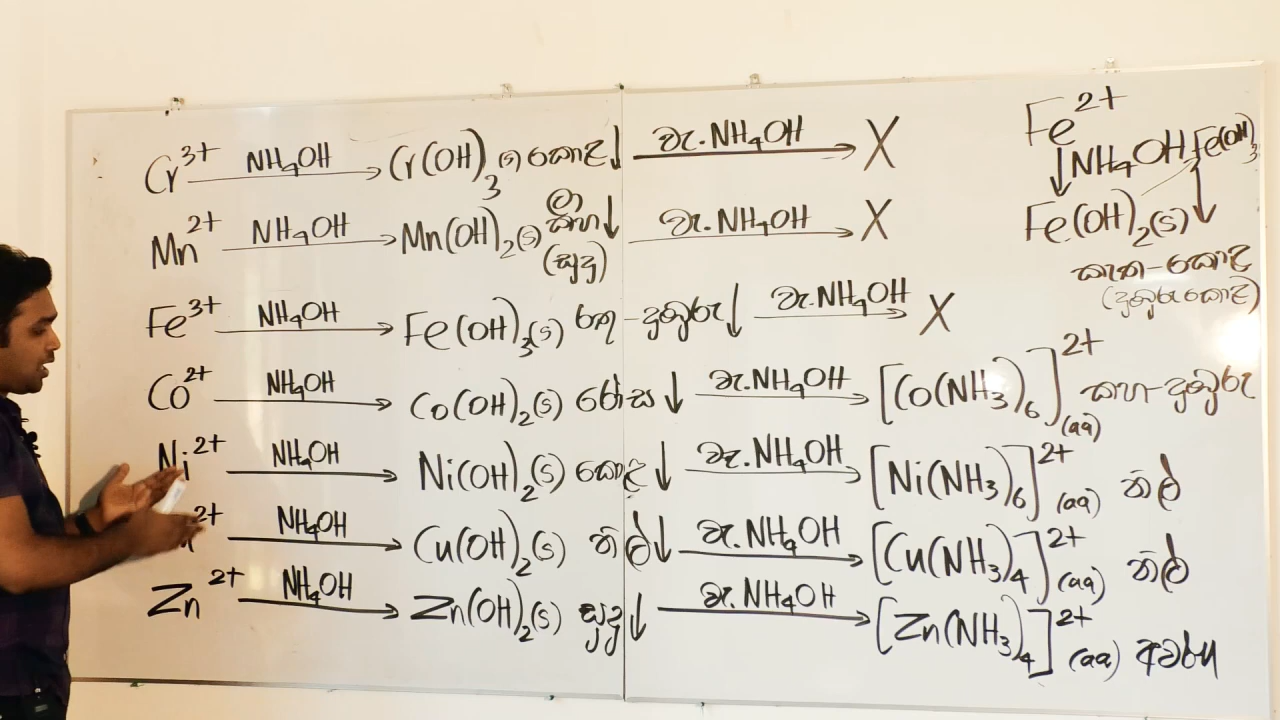 Cr³⁺ NH₄OH → Cr(OH)₃ (s) කොළ ↓ වැ.NH₄OH → X
Mn²⁺ NH₄OH → Mn(OH)₂(s) ලා කහ ↓ (සුදු) වැ.NH₄OH → X
Fe³⁺ NH₄OH → Fe(OH)₃(s) රතු - දුඹුරු ↓ වැ.NH₄OH → X
Co²⁺ NH₄OH → Co(OH)₂(s) රෝස ↓ වැ.NH₄OH → [Co(NH₃)₆]²⁺(aq) කහ-දුඹුරු
Ni²⁺ NH₄OH → Ni(OH)₂(s) කොළ ↓ වැ.NH₄OH → [Ni(NH₃)₆]²⁺(aq) නිල්
²⁺ NH₄OH → Cu(OH)₂(s) නිල් ↓ වැ.NH₄OH → [Cu(NH₃)₄]²⁺(aq) නිල්
Zn²⁺ NH₄OH → Zn(OH)₂(s) සුදු ↓ වැ.NH₄OH → [Zn(NH₃)₄]²⁺(aq) අවර්ණ
Fe²⁺
↓ NH₄OH Fe(OH)₃
Fe(OH)₂(s) ↓
කැත-කොළ
(දුඹුරු කොළ)